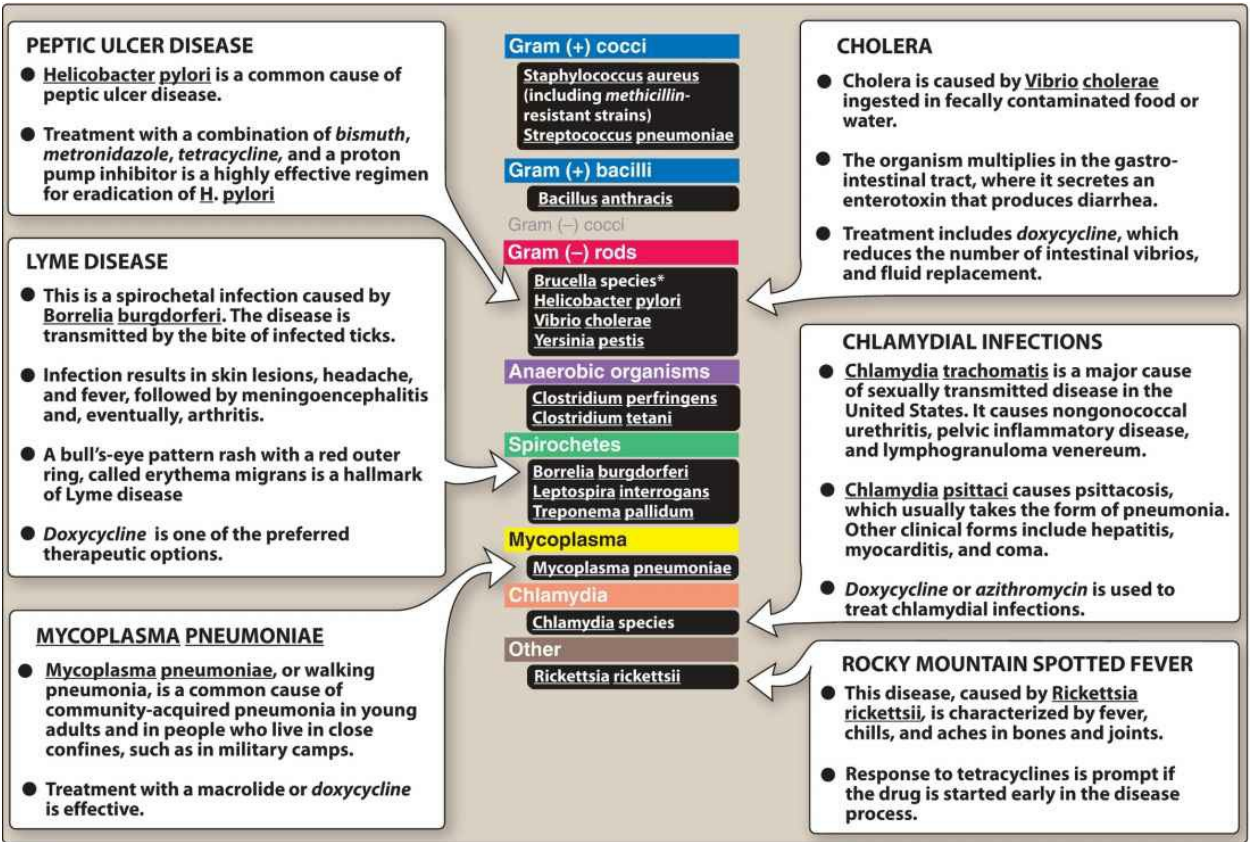 PEPTIC ULCER DISEASE
● Helicobacter pylori is a common cause of
peptic ulcer disease.
● Treatment with a combination of bismuth,
metronidazole, tetracycline, and a proton
pump inhibitor is a highly effective regimen
for eradication of H. pylori
LYME DISEASE
● This is a spirochetal infection caused by
Borrelia burgdorferi. The disease is
transmitted by the bite of infected ticks.
● Infection results in skin lesions, headache,
and fever, followed by meningoencephalitis
and, eventually, arthritis.
● A bull's-eye pattern rash with a red outer
ring, called erythema migrans is a hallmark
of Lyme disease
● Doxycycline is one of the preferred
therapeutic options.
MYCOPLASMA PNEUMONIAE
● Mycoplasma pneumoniae, or walking
pneumonia, is a common cause of
community-acquired pneumonia in young
adults and in people who live in close
confines, such as in military camps.
● Treatment with a macrolide or doxycycline
is effective.
Gram (+) cocci
Staphylococcus aureus
(including methicillin-
resistant strains)
Streptococcus pneumoniae
Gram (+) bacilli
Bacillus anthracis
Gram (–) cocci
Gram (–) rods
Brucella species*
Helicobacter pylori
Vibrio cholerae
Yersinia pestis
Anaerobic organisms
Clostridium perfringens
Clostridium tetani
Spirochetes
Borrelia burgdorferi
Leptospira interrogans
Treponema pallidum
Mycoplasma
Mycoplasma pneumoniae
Chlamydia
Chlamydia species
Other
Rickettsia rickettsii
CHOLERA
● Cholera is caused by Vibrio cholerae
ingested in fecally contaminated food or
water.
● The organism multiplies in the gastro-
intestinal tract, where it secretes an
enterotoxin that produces diarrhea.
● Treatment includes doxycycline, which
reduces the number of intestinal vibrios,
and fluid replacement.
CHLAMYDIAL INFECTIONS
● Chlamydia trachomatis is a major cause
of sexually transmitted disease in the
United States. It causes nongonococcal
urethritis, pelvic inflammatory disease,
and lymphogranuloma venereum.
● Chlamydia psittaci causes psittacosis,
which usually takes the form of pneumonia.
Other clinical forms include hepatitis,
myocarditis, and coma.
● Doxycycline or azithromycin is used to
treat chlamydial infections.
ROCKY MOUNTAIN SPOTTED FEVER
● This disease, caused by Rickettsia
rickettsii, is characterized by fever,
chills, and aches in bones and joints.
● Response to tetracyclines is prompt if
the drug is started early in the disease
process.